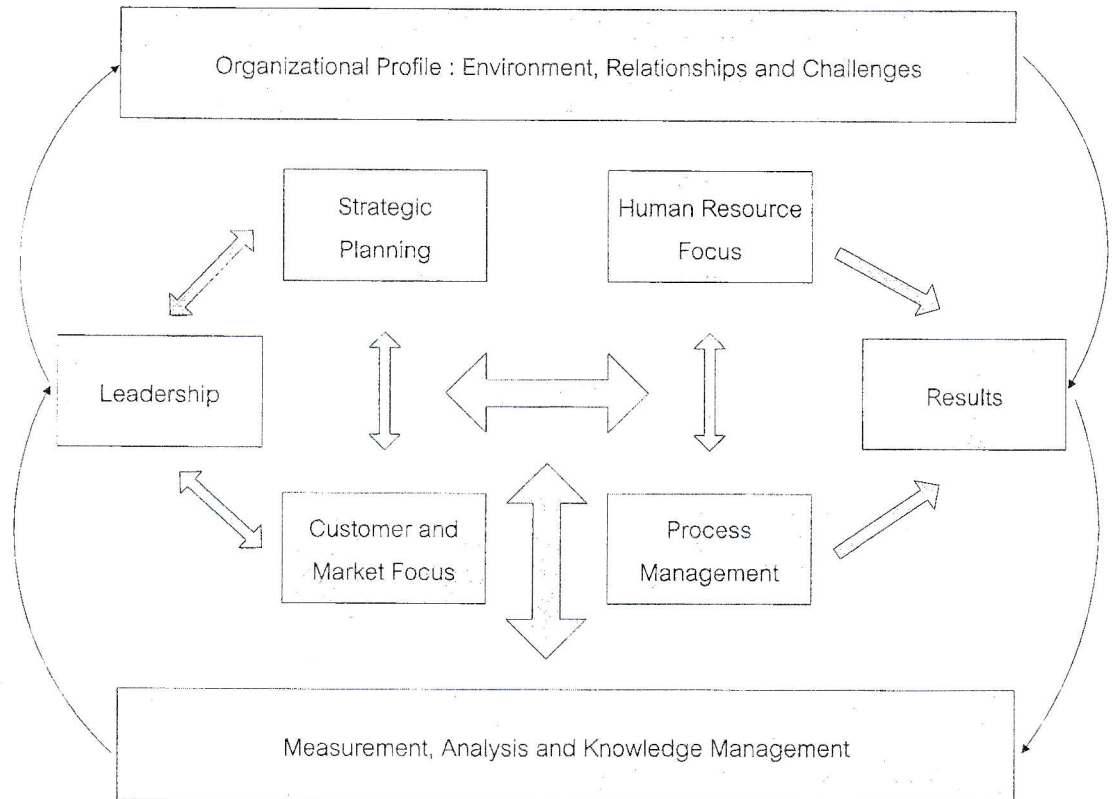 Organizational Profile : Environment, Relationships and Challenges
Strategic
Planning
Human Resource
Focus
Leadership
Results
Customer and
Market Focus
Process
Management
Measurement, Analysis and Knowledge Management